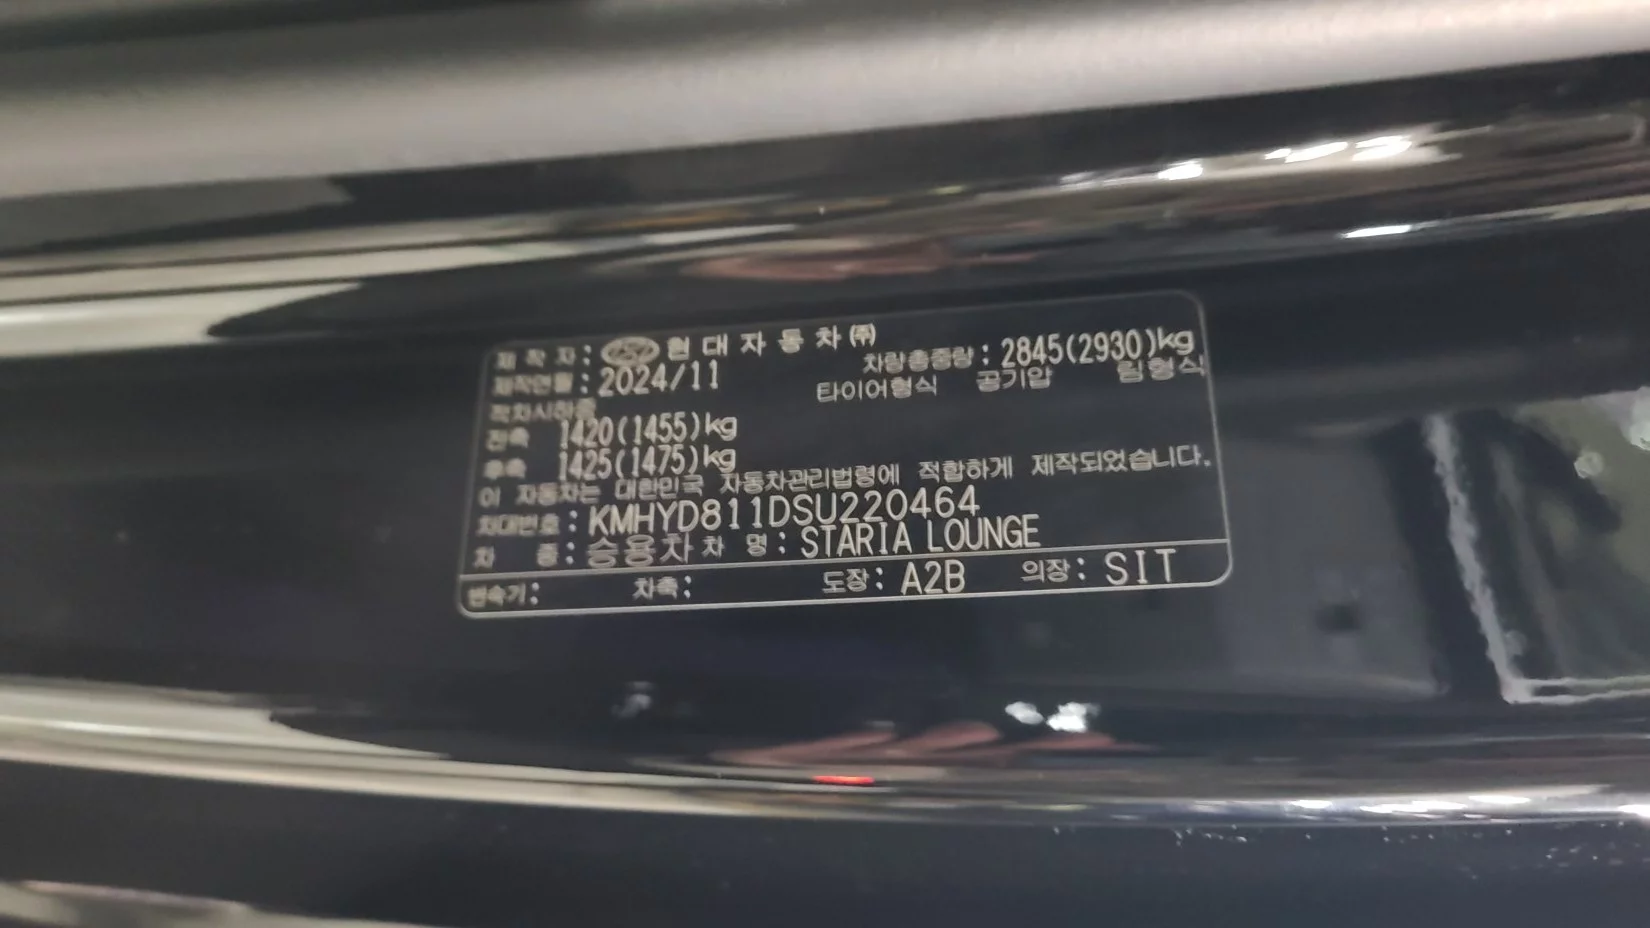 제 작 자 : 현 대 자 동 차 ㈜
제작연월 : 2024/11 차량총중량 : 2845(2930)kg
적차시하중 타이어형식 공기압 림형식
전축 1420(1455)kg
후축 1425(1475)kg
이 자동차는 대한민국 자동차관리법령에 적합하게 제작되었습니다.
차대번호 : KMHYD811DSU220464
차 종 : 승용차 차 명 : STARIA LOUNGE
변속기 : 차축 : 도장 : A2B 의장 : SIT